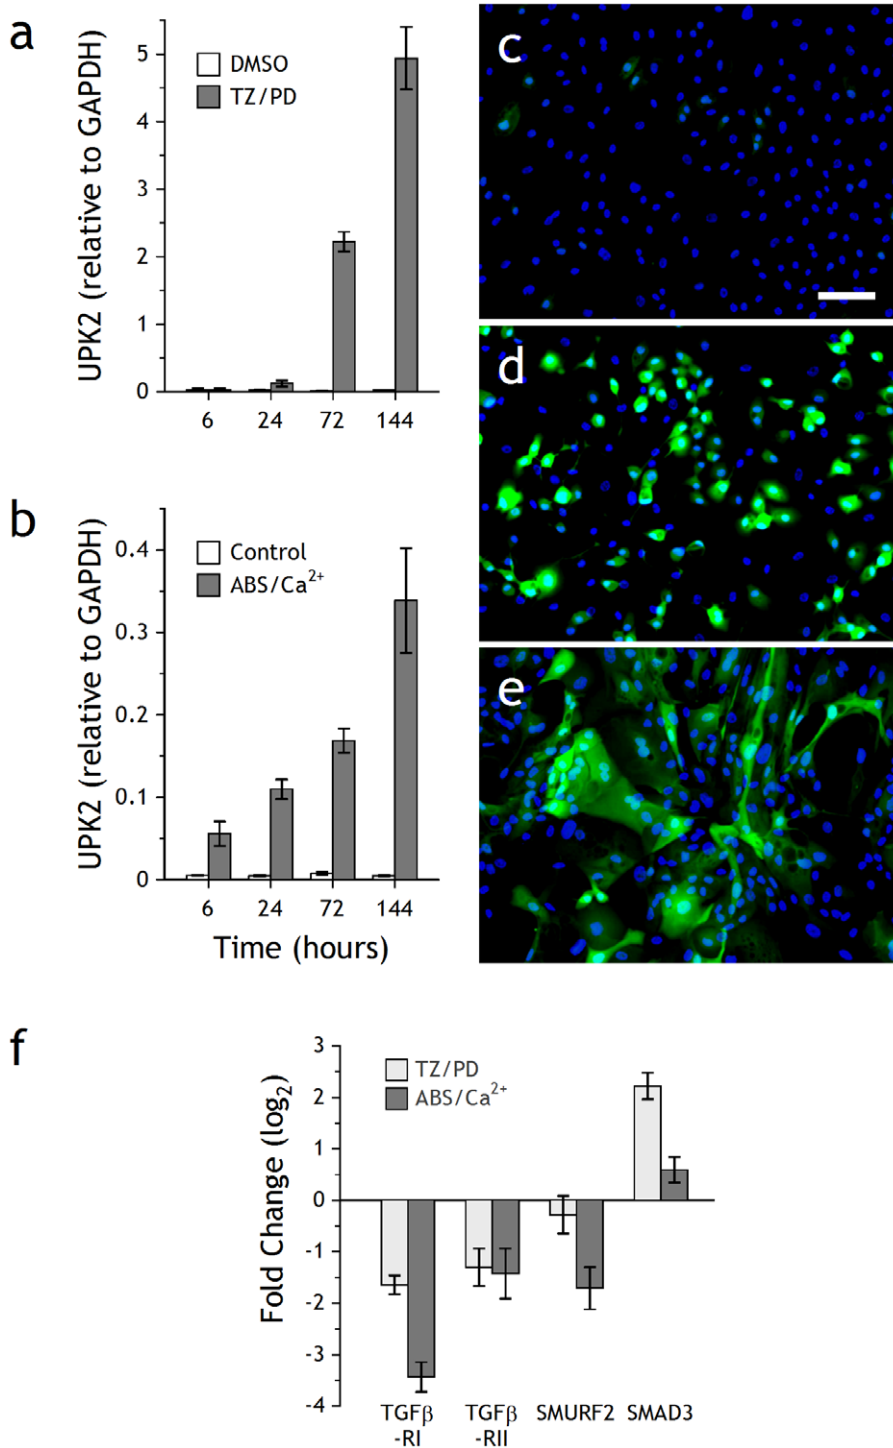 a
UPK2 (relative to GAPDH)
5
4
3
2
1
0
DMSO
TZ/PD
6 24 72 144
b
UPK2 (relative to GAPDH)
0.4
0.3
0.2
0.1
0
Control
ABS/Ca²⁺
6 24 72 144
Time (hours)
c
d
e
f
Fold Change (log₂)
3
2
1
0
-1
-2
-3
-4
TZ/PD
ABS/Ca²⁺
TGFβ TGFβ SMURF2 SMAD3
-RI -RII